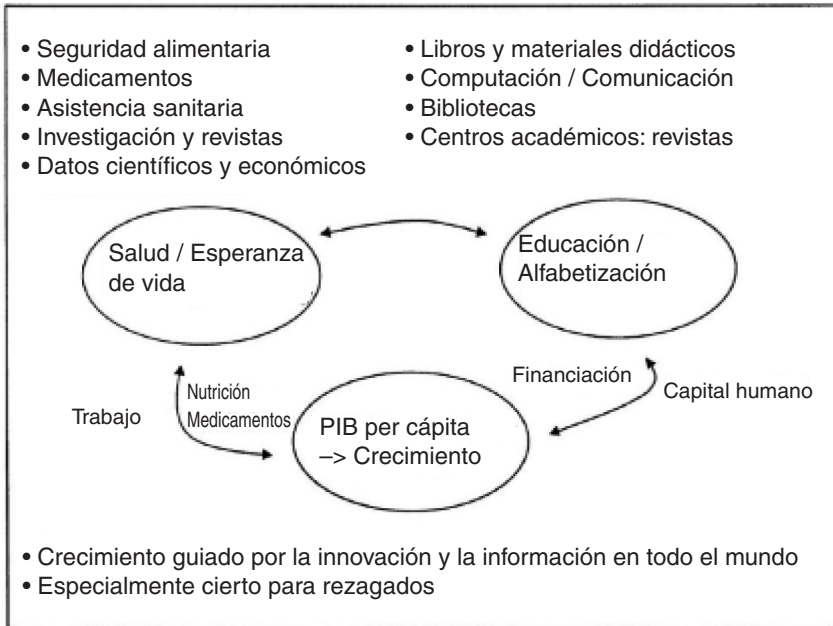 • Seguridad alimentaria
• Medicamentos
• Asistencia sanitaria
• Investigación y revistas
• Datos científicos y económicos
• Libros y materiales didácticos
• Computación / Comunicación
• Bibliotecas
• Centros académicos: revistas
Salud / Esperanza
de vida
Educación /
Alfabetización
Trabajo
Nutrición
Medicamentos
Financiación
Capital humano
PIB per cápita
–> Crecimiento
• Crecimiento guiado por la innovación y la información en todo el mundo
• Especialmente cierto para rezagados